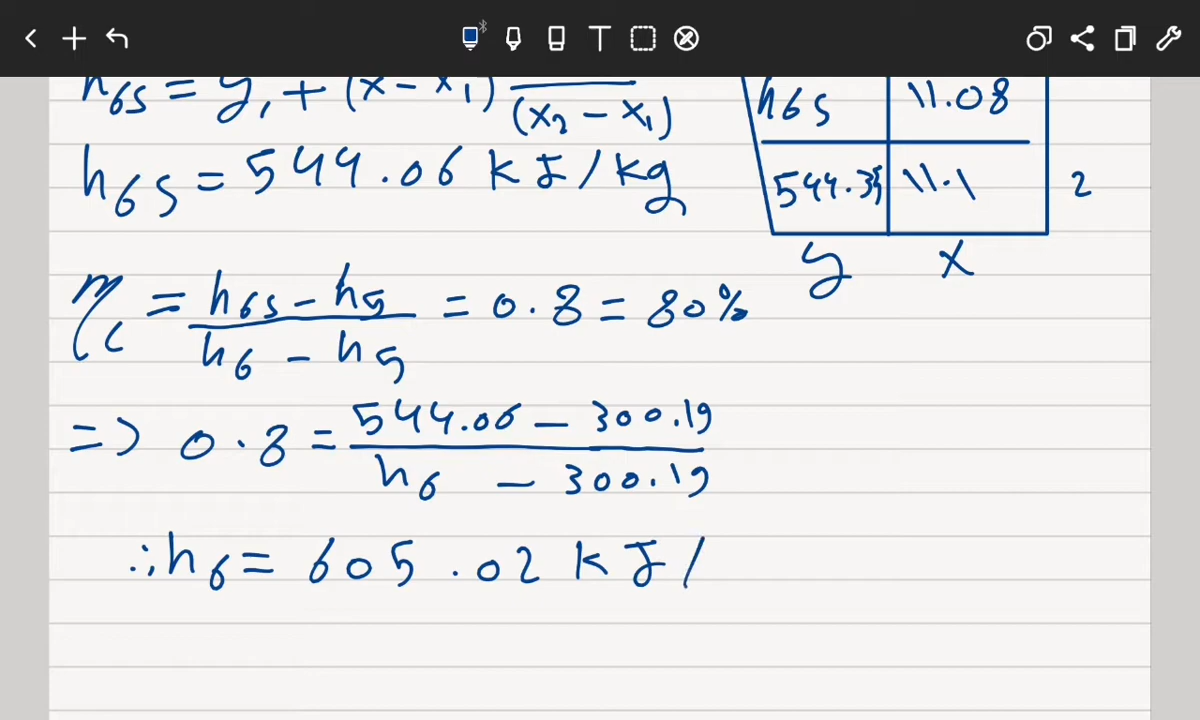 h6s = y1 + (x - x1) / (x2 - x1)
h6s 11.08
h6s = 544.06 kJ/kg
544.35 11.1 2
y x
ηc = (h6s - h5) / (h6 - h5) = 0.8 = 80%
=> 0.8 = (544.06 - 300.19) / (h6 - 300.19)
∴ h6 = 605.02 kJ/